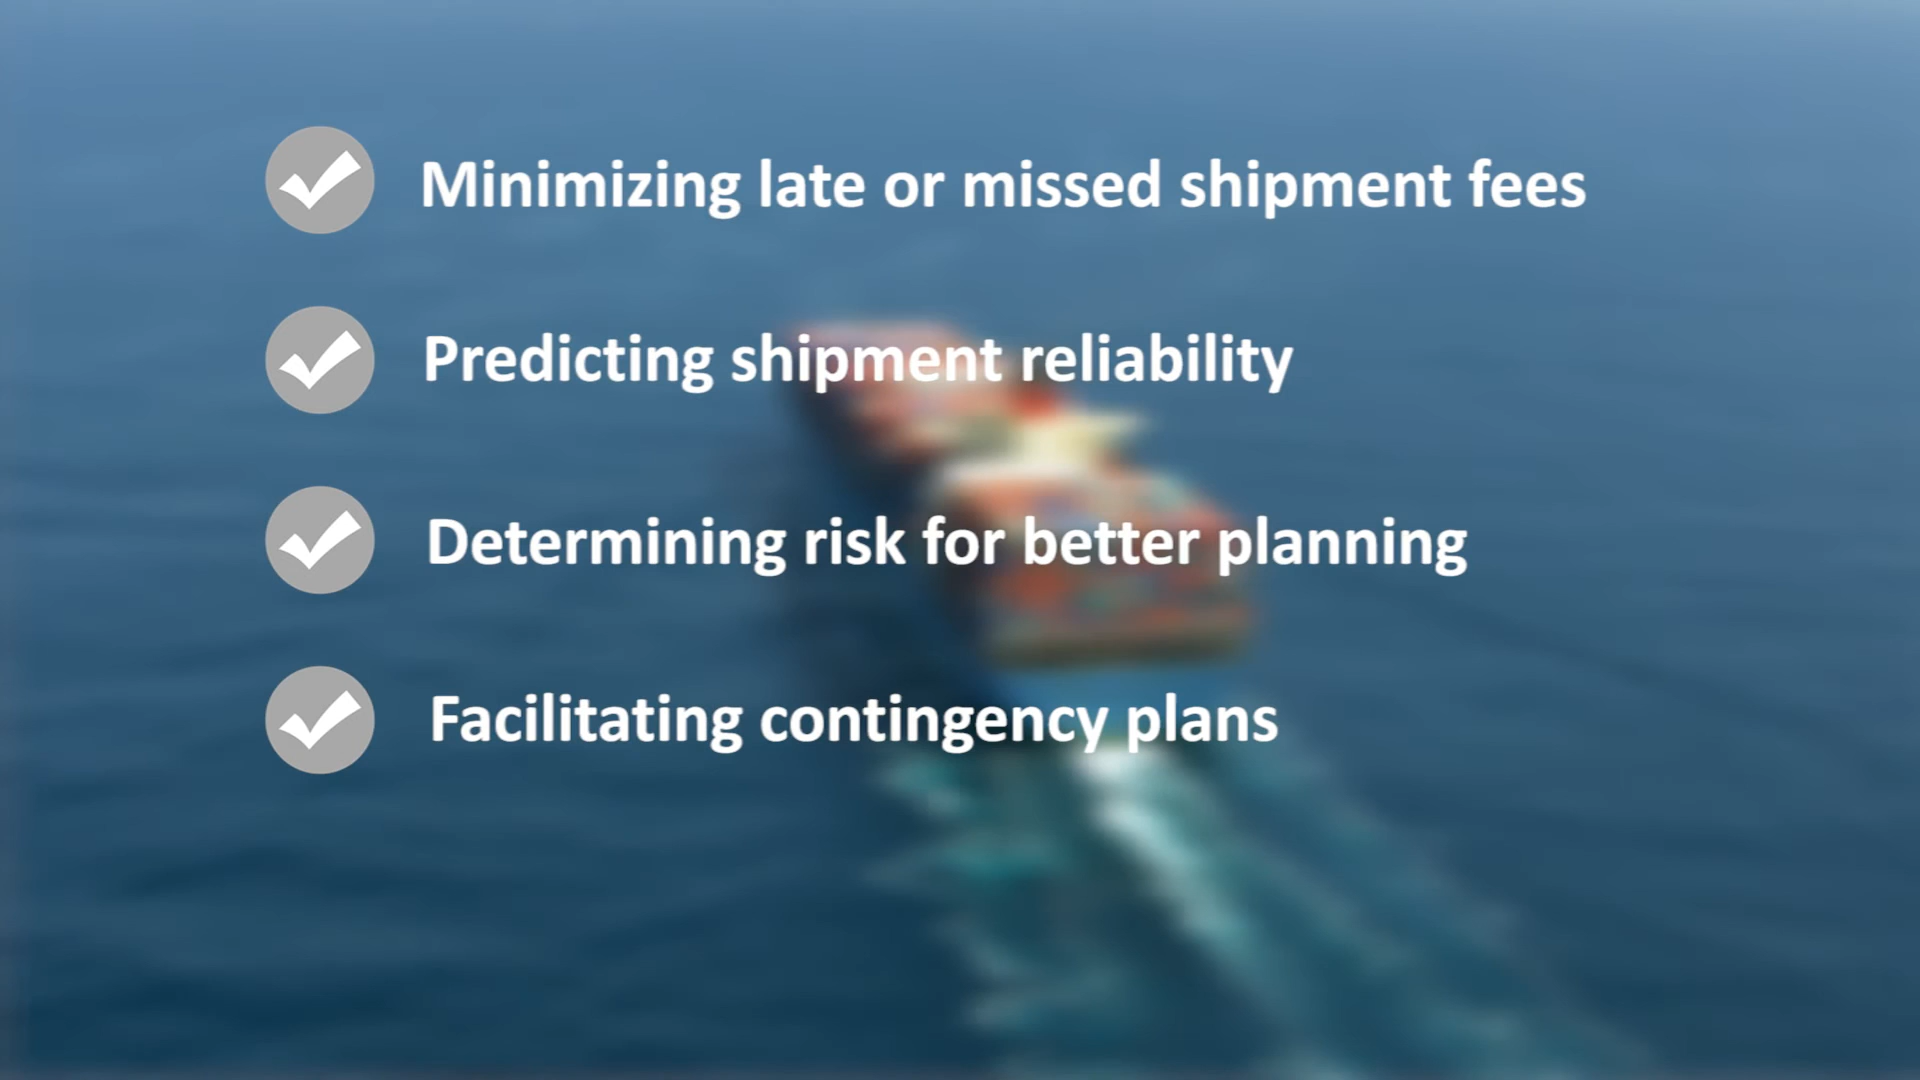 Minimizing late or missed shipment fees
Predicting shipment reliability
Determining risk for better planning
Facilitating contingency plans